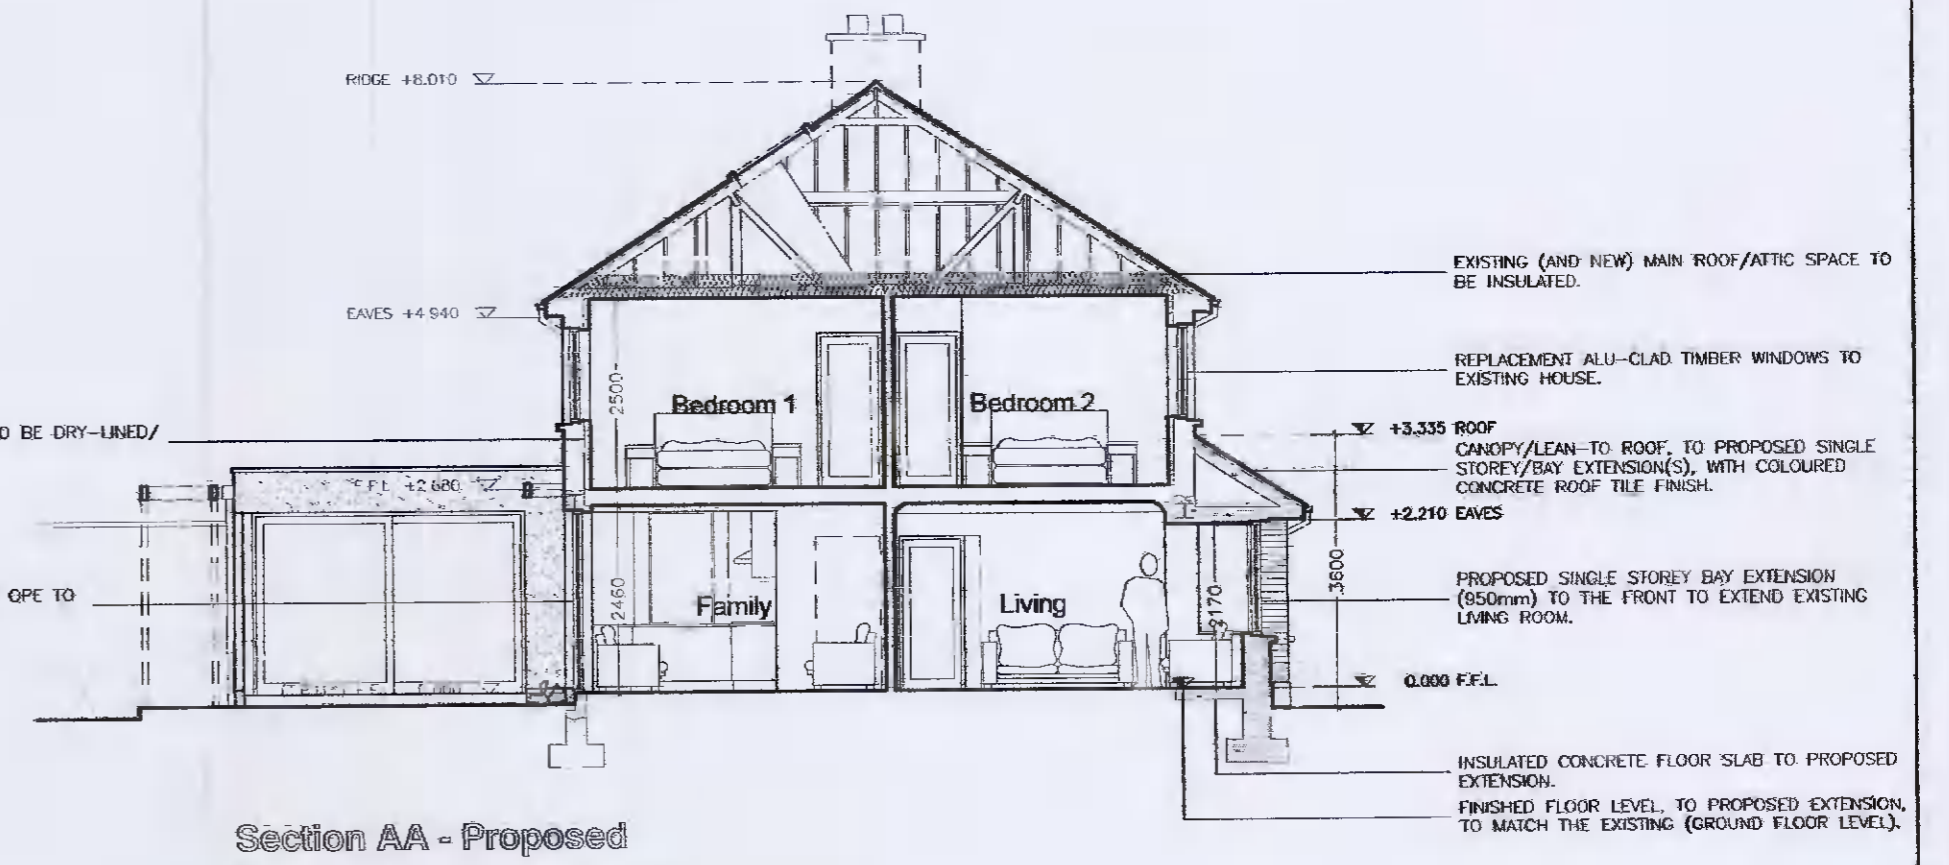 RIDGE +8.010
EAVES +4.940
EXISTING (AND NEW) MAIN ROOF/ATTIC SPACE TO
BE INSULATED.
REPLACEMENT ALU-CLAD TIMBER WINDOWS TO
EXISTING HOUSE.
2500
Bedroom 1
Bedroom 2
D BE DRY-LINED/
+3.335 ROOF
CANOPY/LEAN-TO ROOF, TO PROPOSED SINGLE
STOREY/BAY EXTENSION(S), WITH COLOURED
CONCRETE ROOF TILE FINISH.
F.F.L. +2.680
+2.210 EAVES
OPE TO
2460
Family
Living
2170
3600
PROPOSED SINGLE STOREY BAY EXTENSION
(950mm) TO THE FRONT TO EXTEND EXISTING
LIVING ROOM.
0.000 F.F.L.
INSULATED CONCRETE FLOOR SLAB TO PROPOSED
EXTENSION.
FINISHED FLOOR LEVEL, TO PROPOSED EXTENSION,
TO MATCH THE EXISTING (GROUND FLOOR LEVEL).
Section AA - Proposed